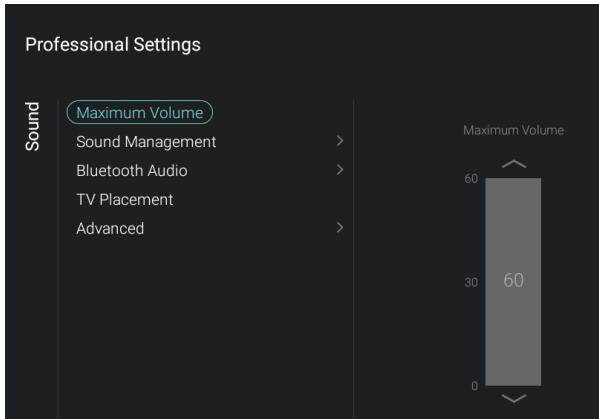 Professional Settings
Sound
Maximum Volume
Sound Management
Bluetooth Audio
TV Placement
Advanced
Maximum Volume
60
30
60
0